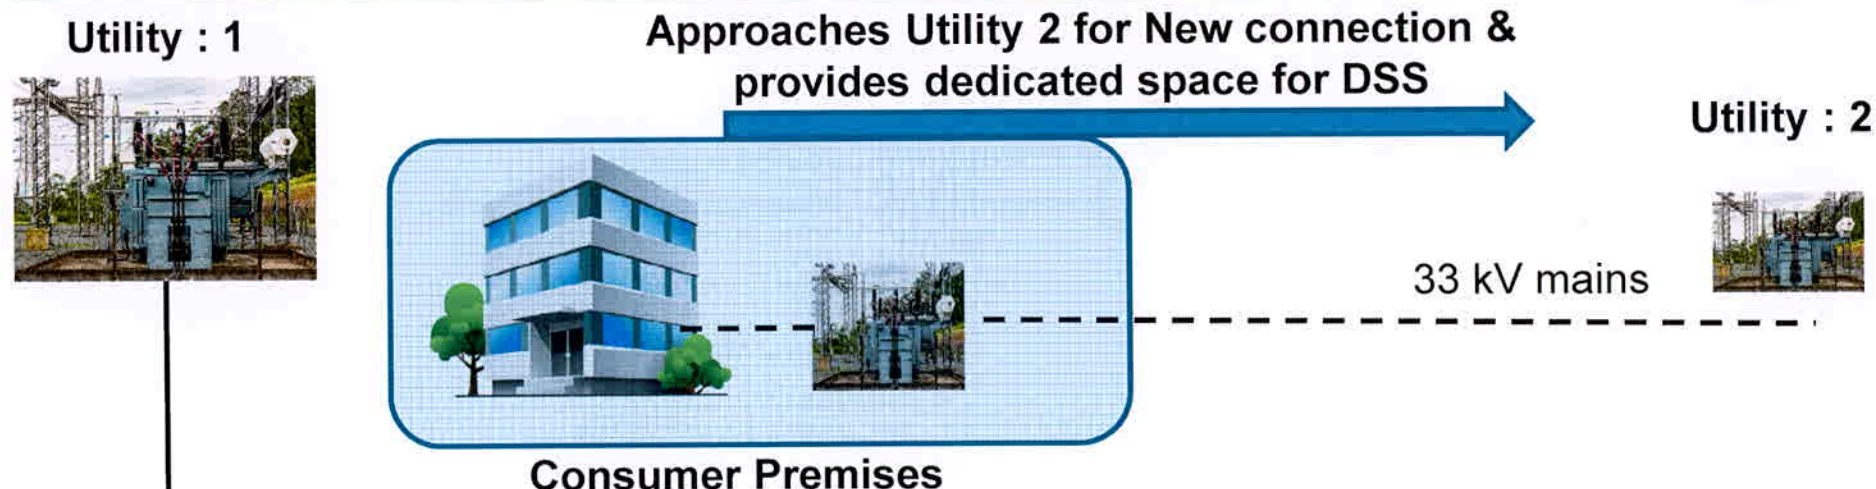 Utility : 1
Approaches Utility 2 for New connection &
provides dedicated space for DSS
Utility : 2
33 kV mains
Consumer Premises